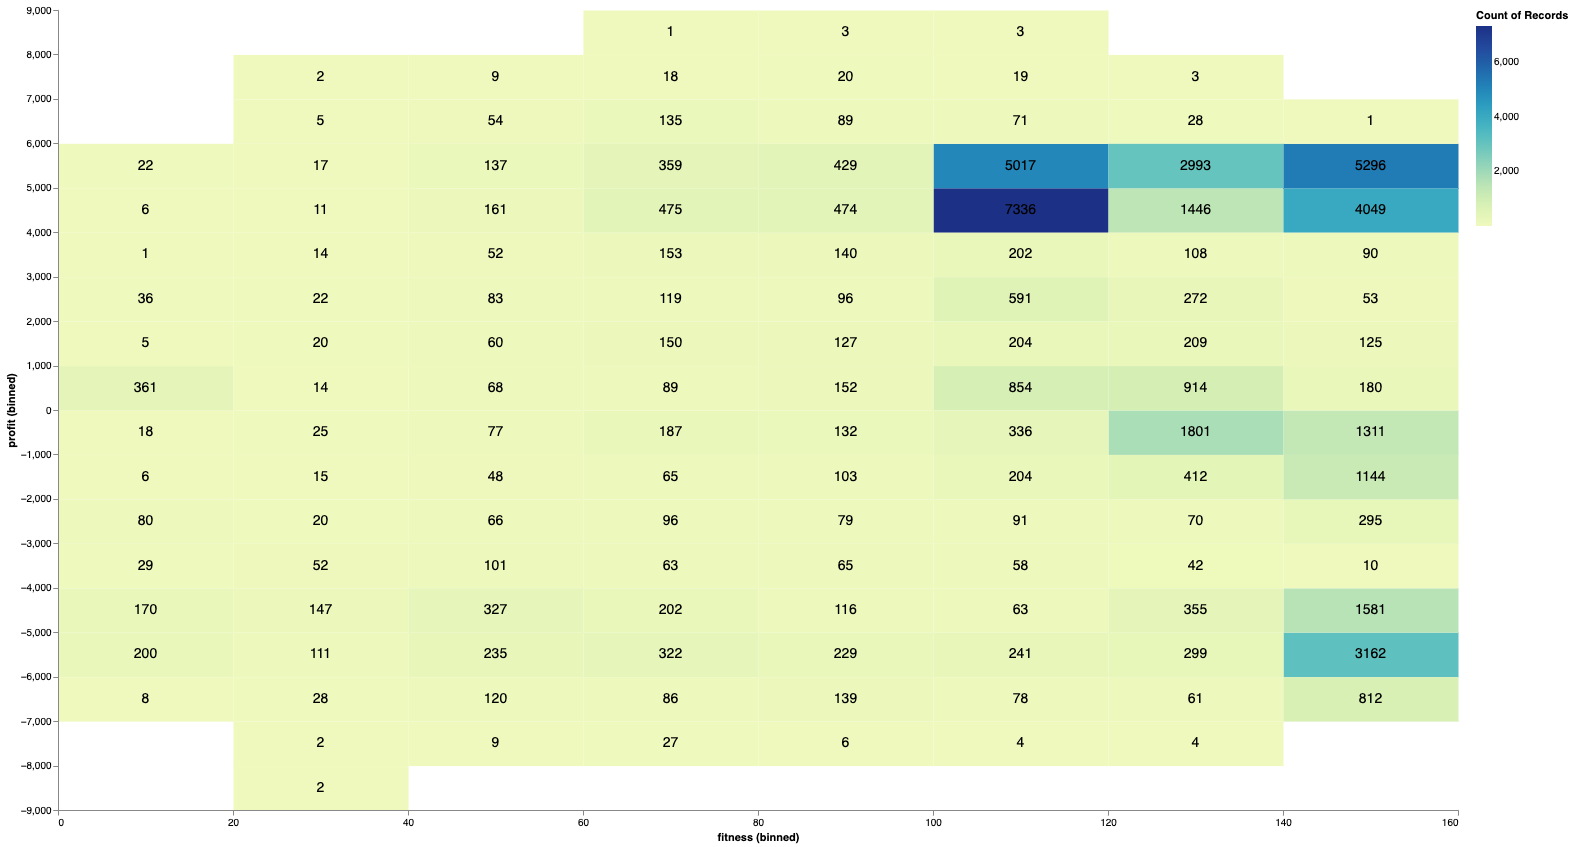 Count of Records
6,000
4,000
2,000
profit (binned)
9,000
1 3 3
8,000
2 9 18 20 19 3
7,000
5 54 135 89 71 28 1
6,000
22 17 137 359 429 5017 2993 5296
5,000
6 11 161 475 474 7336 1446 4049
4,000
1 14 52 153 140 202 108 90
3,000
36 22 83 119 96 591 272 53
2,000
5 20 60 150 127 204 209 125
1,000
361 14 68 89 152 854 914 180
0
18 25 77 187 132 336 1801 1311
−1,000
6 15 48 65 103 204 412 1144
−2,000
80 20 66 96 79 91 70 295
−3,000
29 52 101 63 65 58 42 10
−4,000
170 147 327 202 116 63 355 1581
−5,000
200 111 235 322 229 241 299 3162
−6,000
8 28 120 86 139 78 61 812
−7,000
2 9 27 6 4 4
−8,000
2
−9,000
0 20 40 60 80 100 120 140 160
fitness (binned)